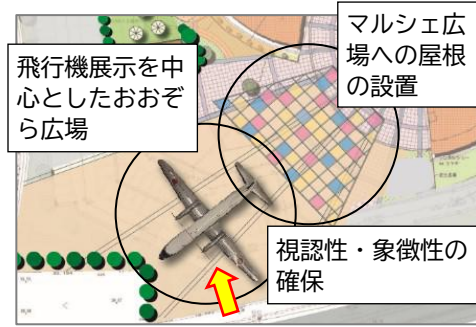 マルシェ広
場への屋根
の設置
飛行機展示を中
心としたおおぞ
ら広場
視認性・象徴性の
確保